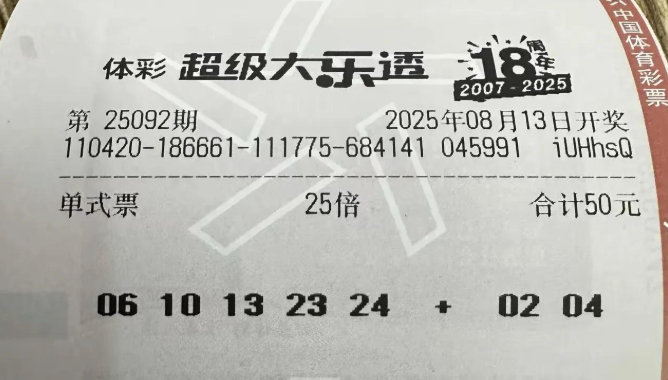 体彩 超级大乐透 18周年 2007-2025
第 25092期 2025年08月13日开奖
110420-186661-111775-684141 045991 iUHhsQ
单式票 25倍 合计50元
06 10 13 23 24 + 02 04
中国体育彩票